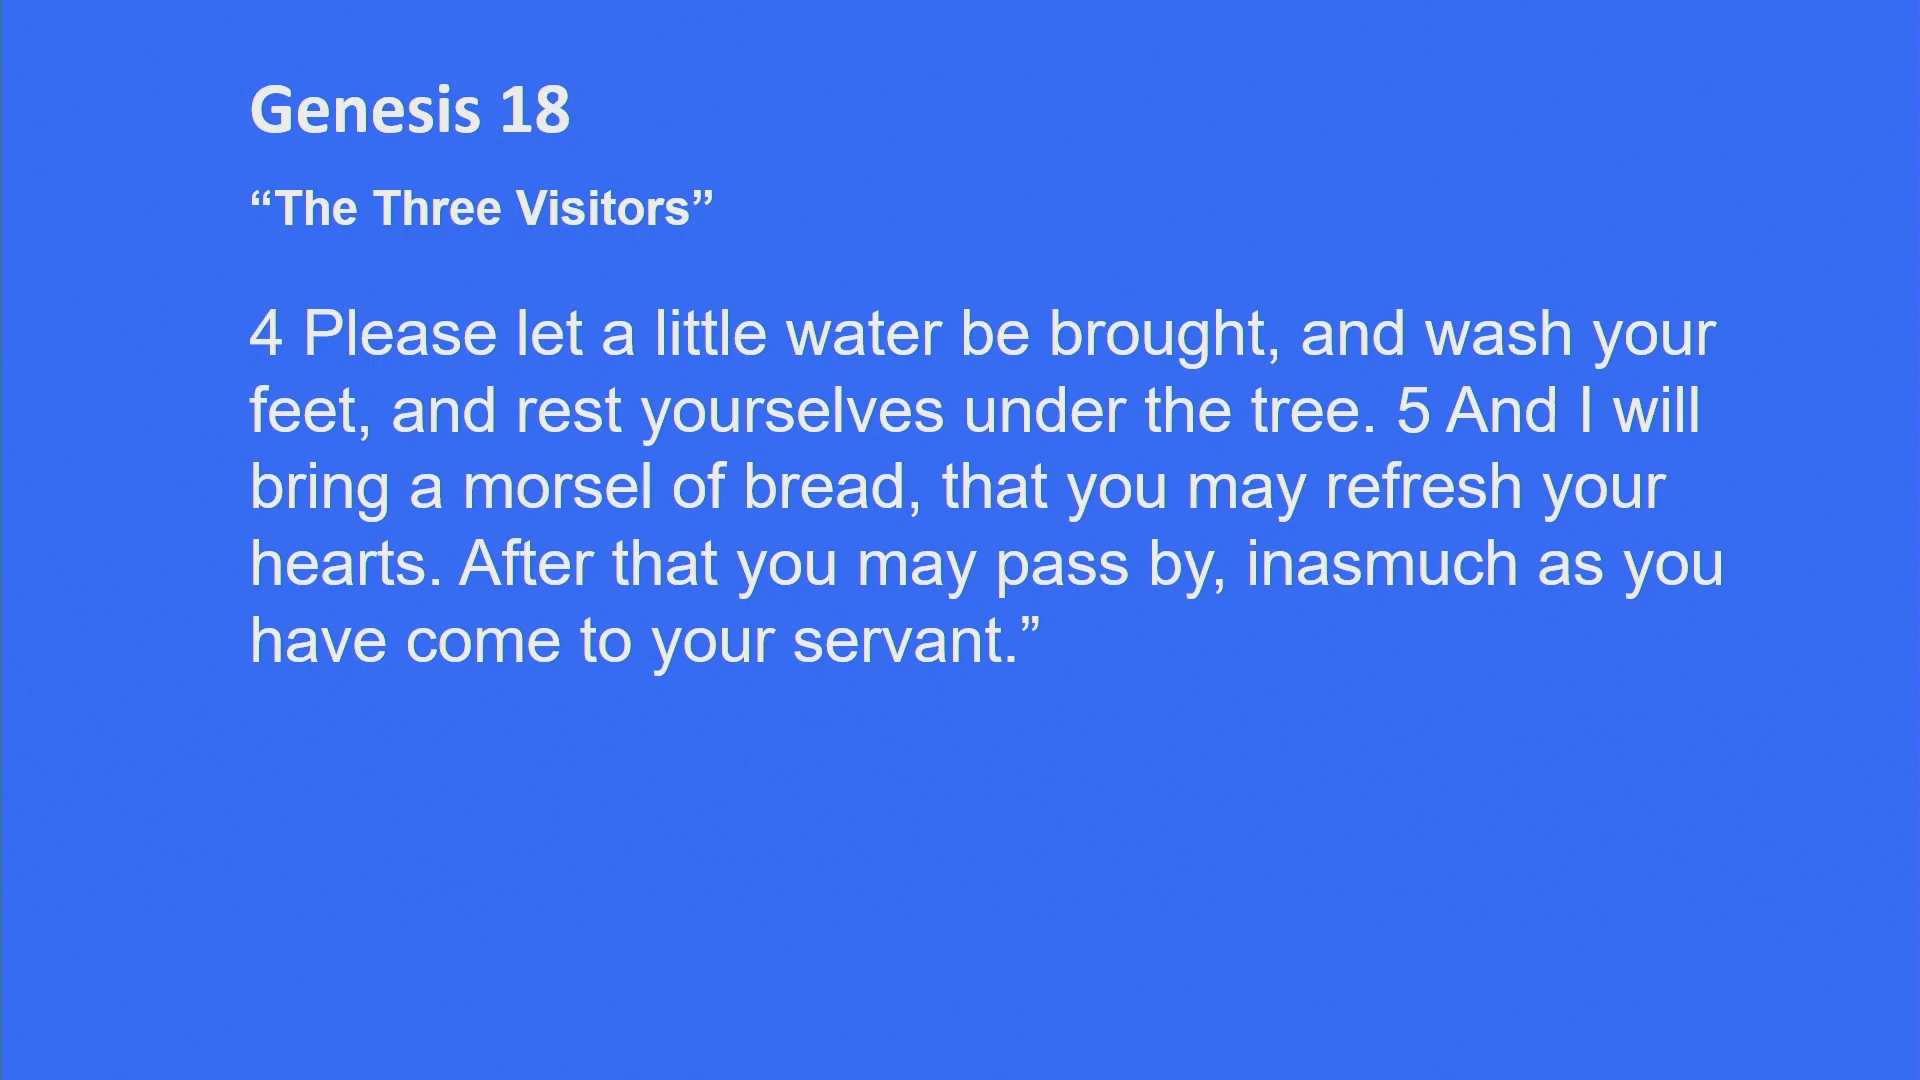 Genesis 18
“The Three Visitors”
4 Please let a little water be brought, and wash your
feet, and rest yourselves under the tree. 5 And I will
bring a morsel of bread, that you may refresh your
hearts. After that you may pass by, inasmuch as you
have come to your servant.”